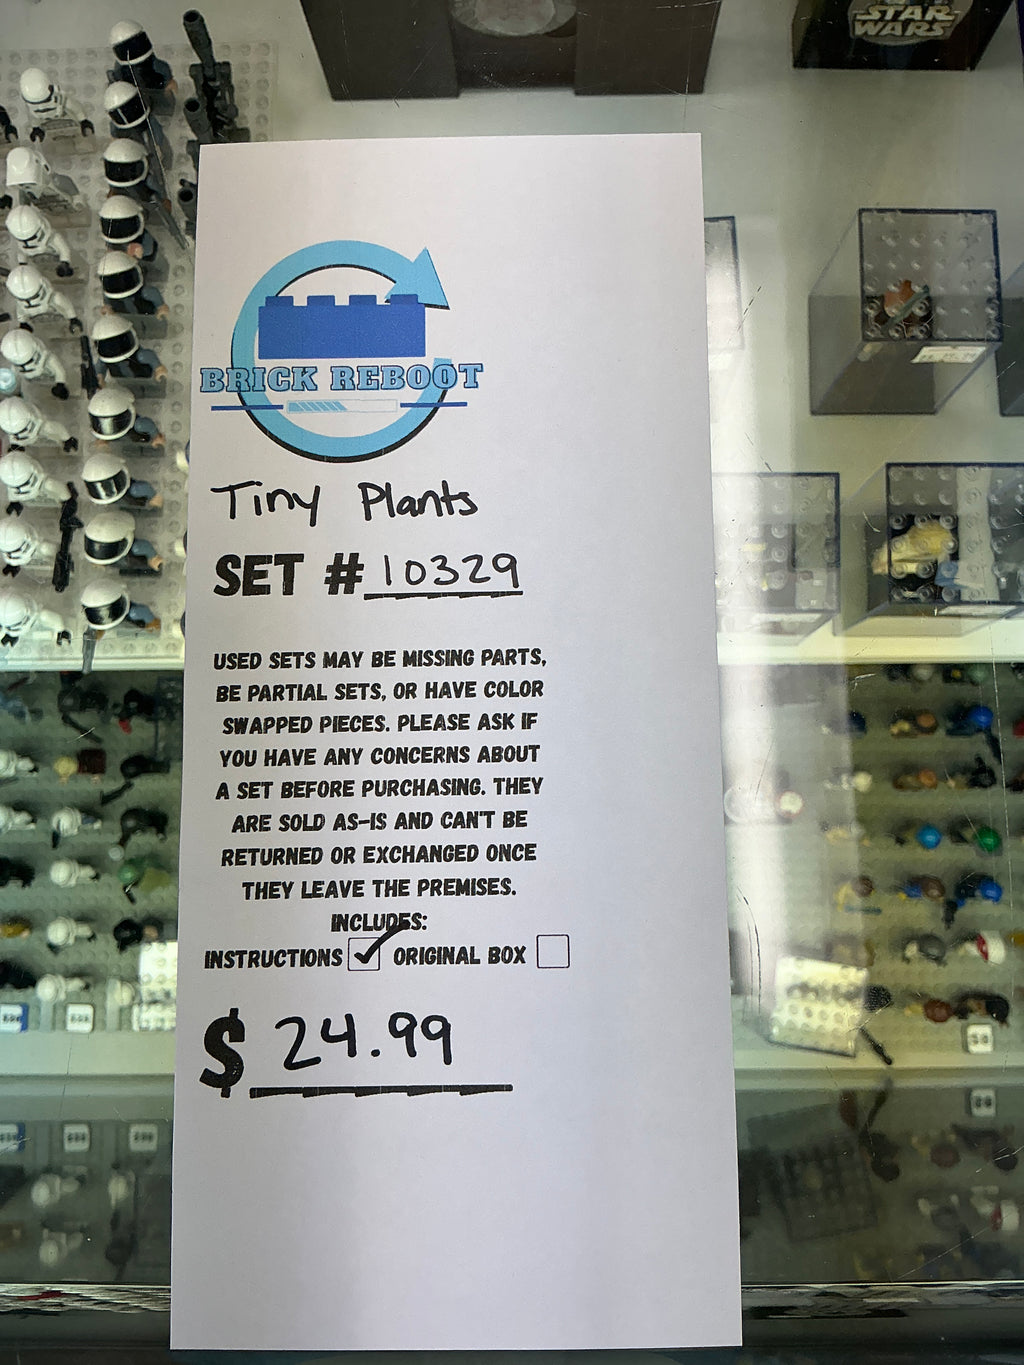 STAR
WARS
BRICK REBOOT
Tiny Plants
SET # 10329
USED SETS MAY BE MISSING PARTS,
BE PARTIAL SETS, OR HAVE COLOR
SWAPPED PIECES. PLEASE ASK IF
YOU HAVE ANY CONCERNS ABOUT
A SET BEFORE PURCHASING. THEY
ARE SOLD AS-IS AND CAN'T BE
RETURNED OR EXCHANGED ONCE
THEY LEAVE THE PREMISES.
INCLUDES:
INSTRUCTIONS ORIGINAL BOX
$ 24.99